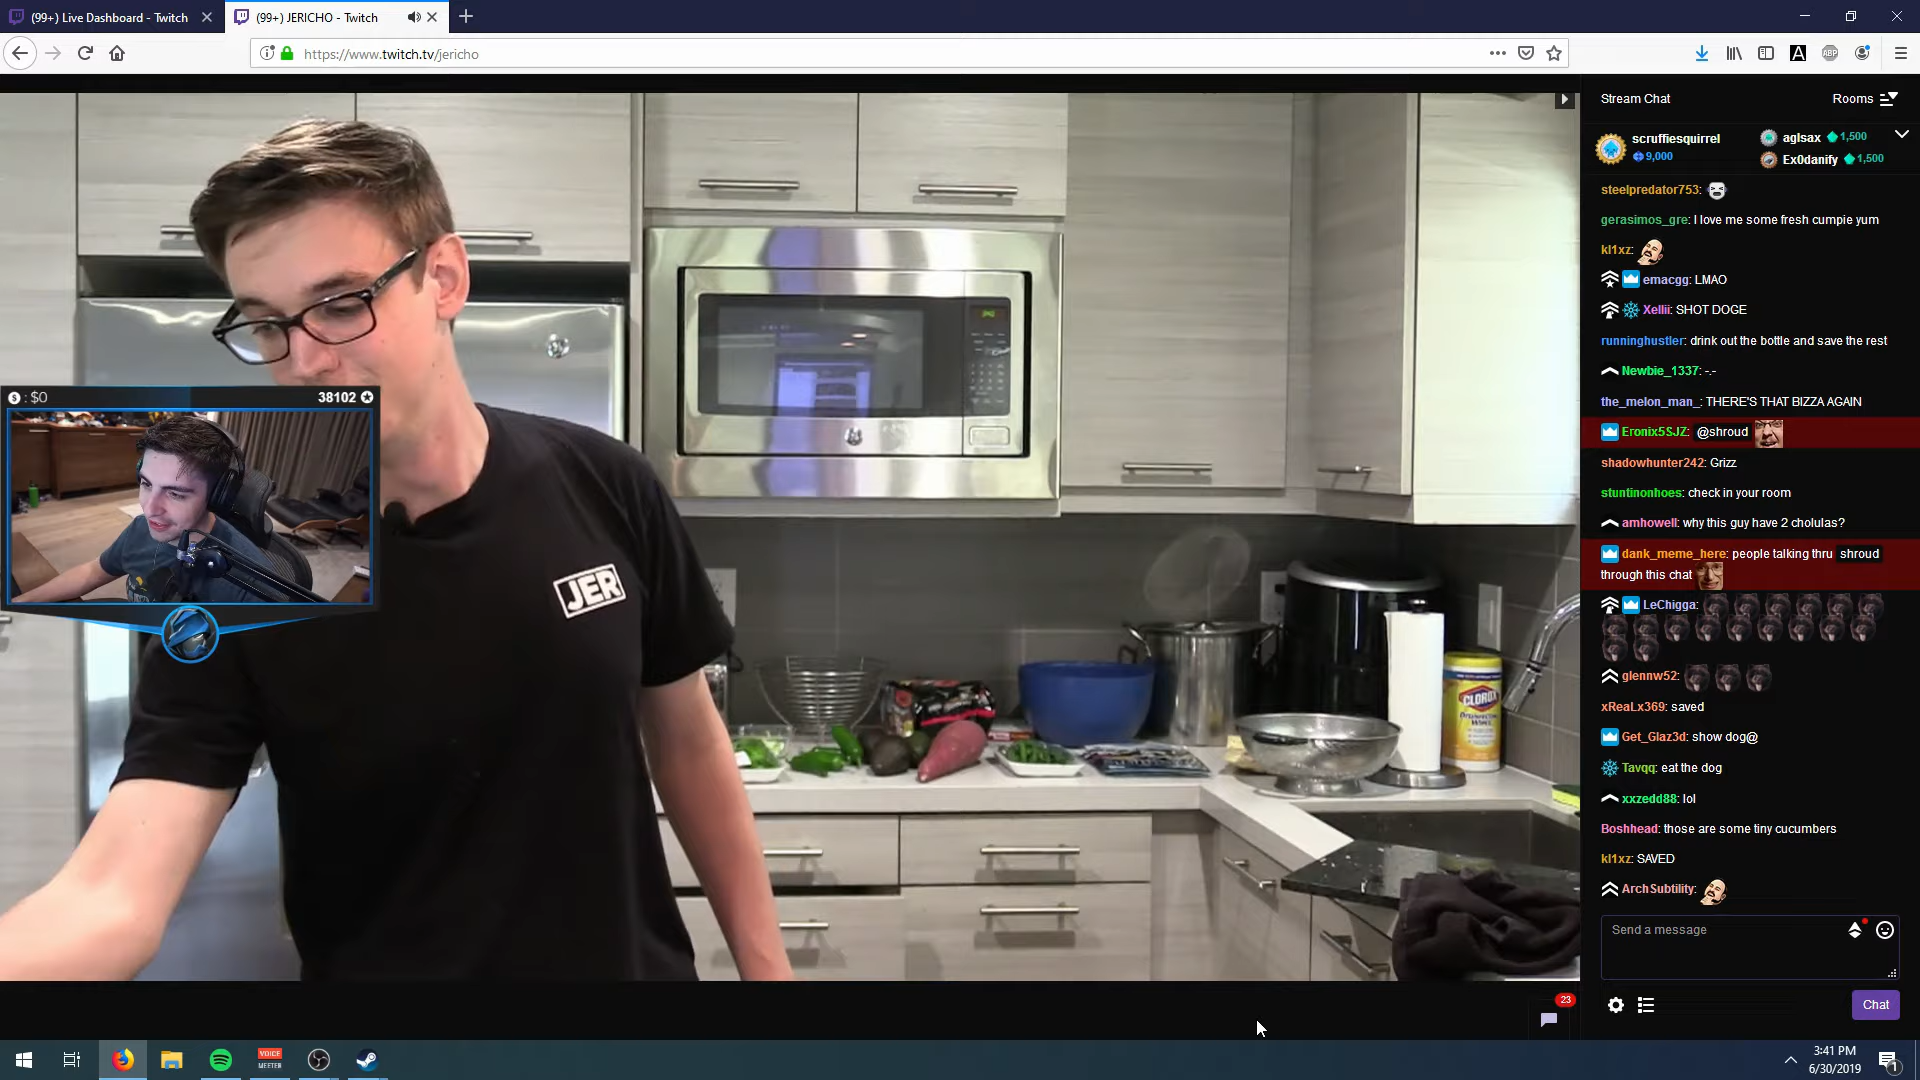 (99+) Live Dashboard - Twitch
(99+) JERICHO - Twitch
https://www.twitch.tv/jericho
Stream Chat
Rooms
scruffiesquirrel
9,000
aglsax 1,500
Ex0danify 1,500
steelpredator753:
gerasimos_gre: I love me some fresh cumpie yum
kl1xz:
emacgg: LMAO
Xellii: SHOT DOGE
runninghustler: drink out the bottle and save the rest
Newbie_1337: -.-
the_melon_man_: THERE'S THAT BIZZA AGAIN
Eronix5SJZ: @shroud
shadowhunter242: Grizz
stuntinonhoes: check in your room
amhowell: why this guy have 2 cholulas?
dank_meme_here: people talking thru shroud
through this chat
LeChigga:
glennw52:
xReaLx369: saved
Get_Glaz3d: show dog@
Tavqq: eat the dog
xxzedd88: lol
Boshhead: those are some tiny cucumbers
kl1xz: SAVED
ArchSubtility:
Send a message
Chat
23
$ : $0
38102
JER
CLOROX
A
ABP
VOICE
MEETER
3:41 PM
6/30/2019
1